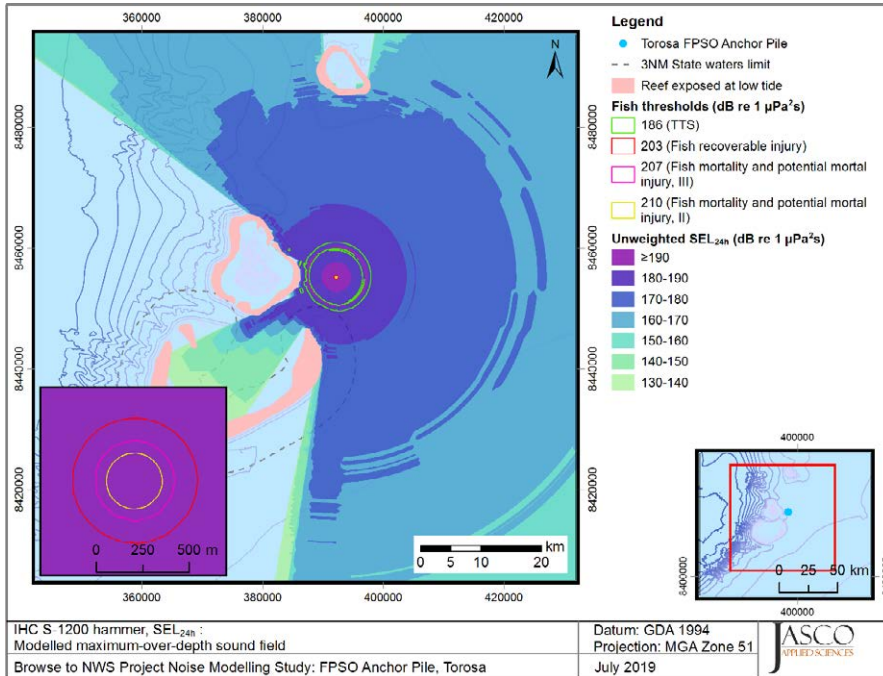 360000
380000
400000
420000
8480000
8460000
8440000
8420000
N
8480000
8460000
8440000
8420000
360000
380000
400000
420000
0 250 500 m
km
0 5 10 20
Legend
Torosa FPSO Anchor Pile
3NM State waters limit
Reef exposed at low tide
Fish thresholds (dB re 1 µPa²s)
186 (TTS)
203 (Fish recoverable injury)
207 (Fish mortality and potential mortal
injury, III)
210 (Fish mortality and potential mortal
injury, II)
Unweighted SEL24h (dB re 1 µPa²s)
≥190
180-190
170-180
160-170
150-160
140-150
130-140
400000
8400000
km
0 25 50
400000
IHC S-1200 hammer, SEL24h :
Modelled maximum-over-depth sound field
Browse to NWS Project Noise Modelling Study: FPSO Anchor Pile, Torosa
Datum: GDA 1994
Projection: MGA Zone 51
July 2019
JASCO
APPLIED SCIENCES